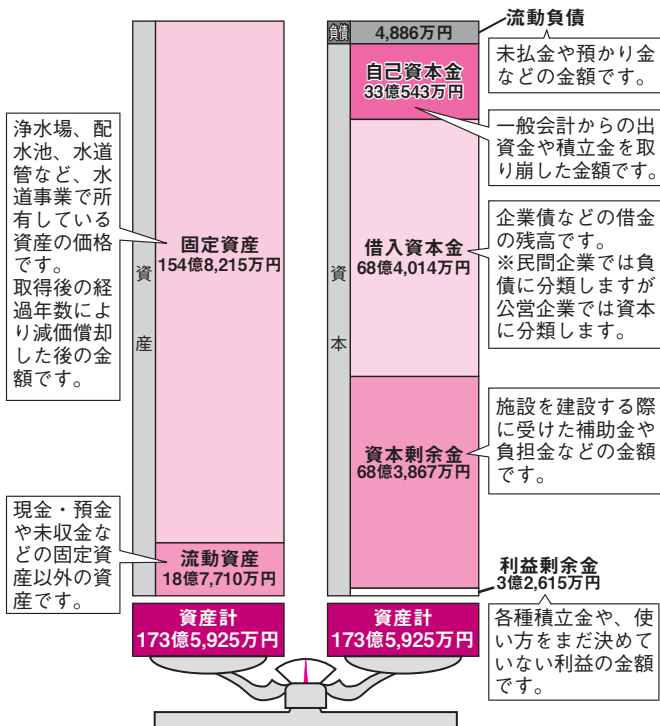 流動負債
負債
4,886万円
未払金や預かり金
などの金額です。
自己資本金
33億543万円
一般会計からの出
資金や積立金を取
り崩した金額です。
浄水場、配
水池、水道
管など、水
道事業で所
有している
資産の価格
です。
取得後の経
過年数によ
り減価償却
した後の金
額です。
資産
固定資産
154億8,215万円
資本
借入資本金
68億4,014万円
企業債などの借金
の残高です。
※民間企業では負
債に分類しますが
公営企業では資本
に分類します。
資本剰余金
68億3,867万円
施設を建設する際
に受けた補助金や
負担金などの金額
です。
現金・預金
や未収金な
どの固定資
産以外の資
産です。
流動資産
18億7,710万円
利益剰余金
3億2,615万円
各種積立金や、使
い方をまだ決めて
いない利益の金額
です。
資産計
173億5,925万円
資産計
173億5,925万円